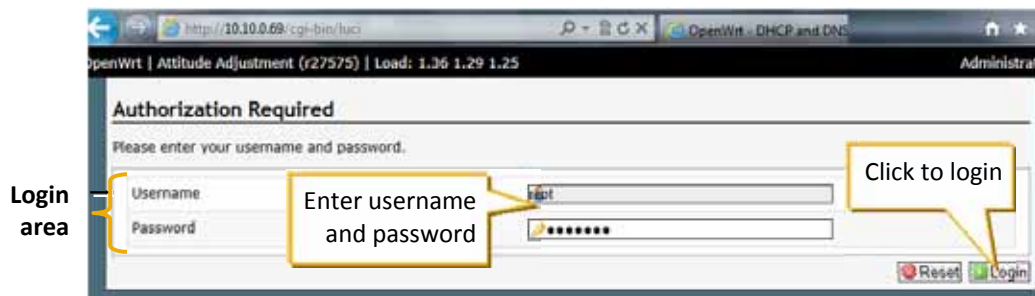 http://10.10.0.69/cgi-bin/luci
OpenWrt - DHCP and DNS
OpenWrt | Attitude Adjustment (r27575) | Load: 1.36 1.29 1.25
Administrat
Authorization Required
Please enter your username and password.
Click to login
Login
area
Username
Enter username
and password
Password
Reset
Login